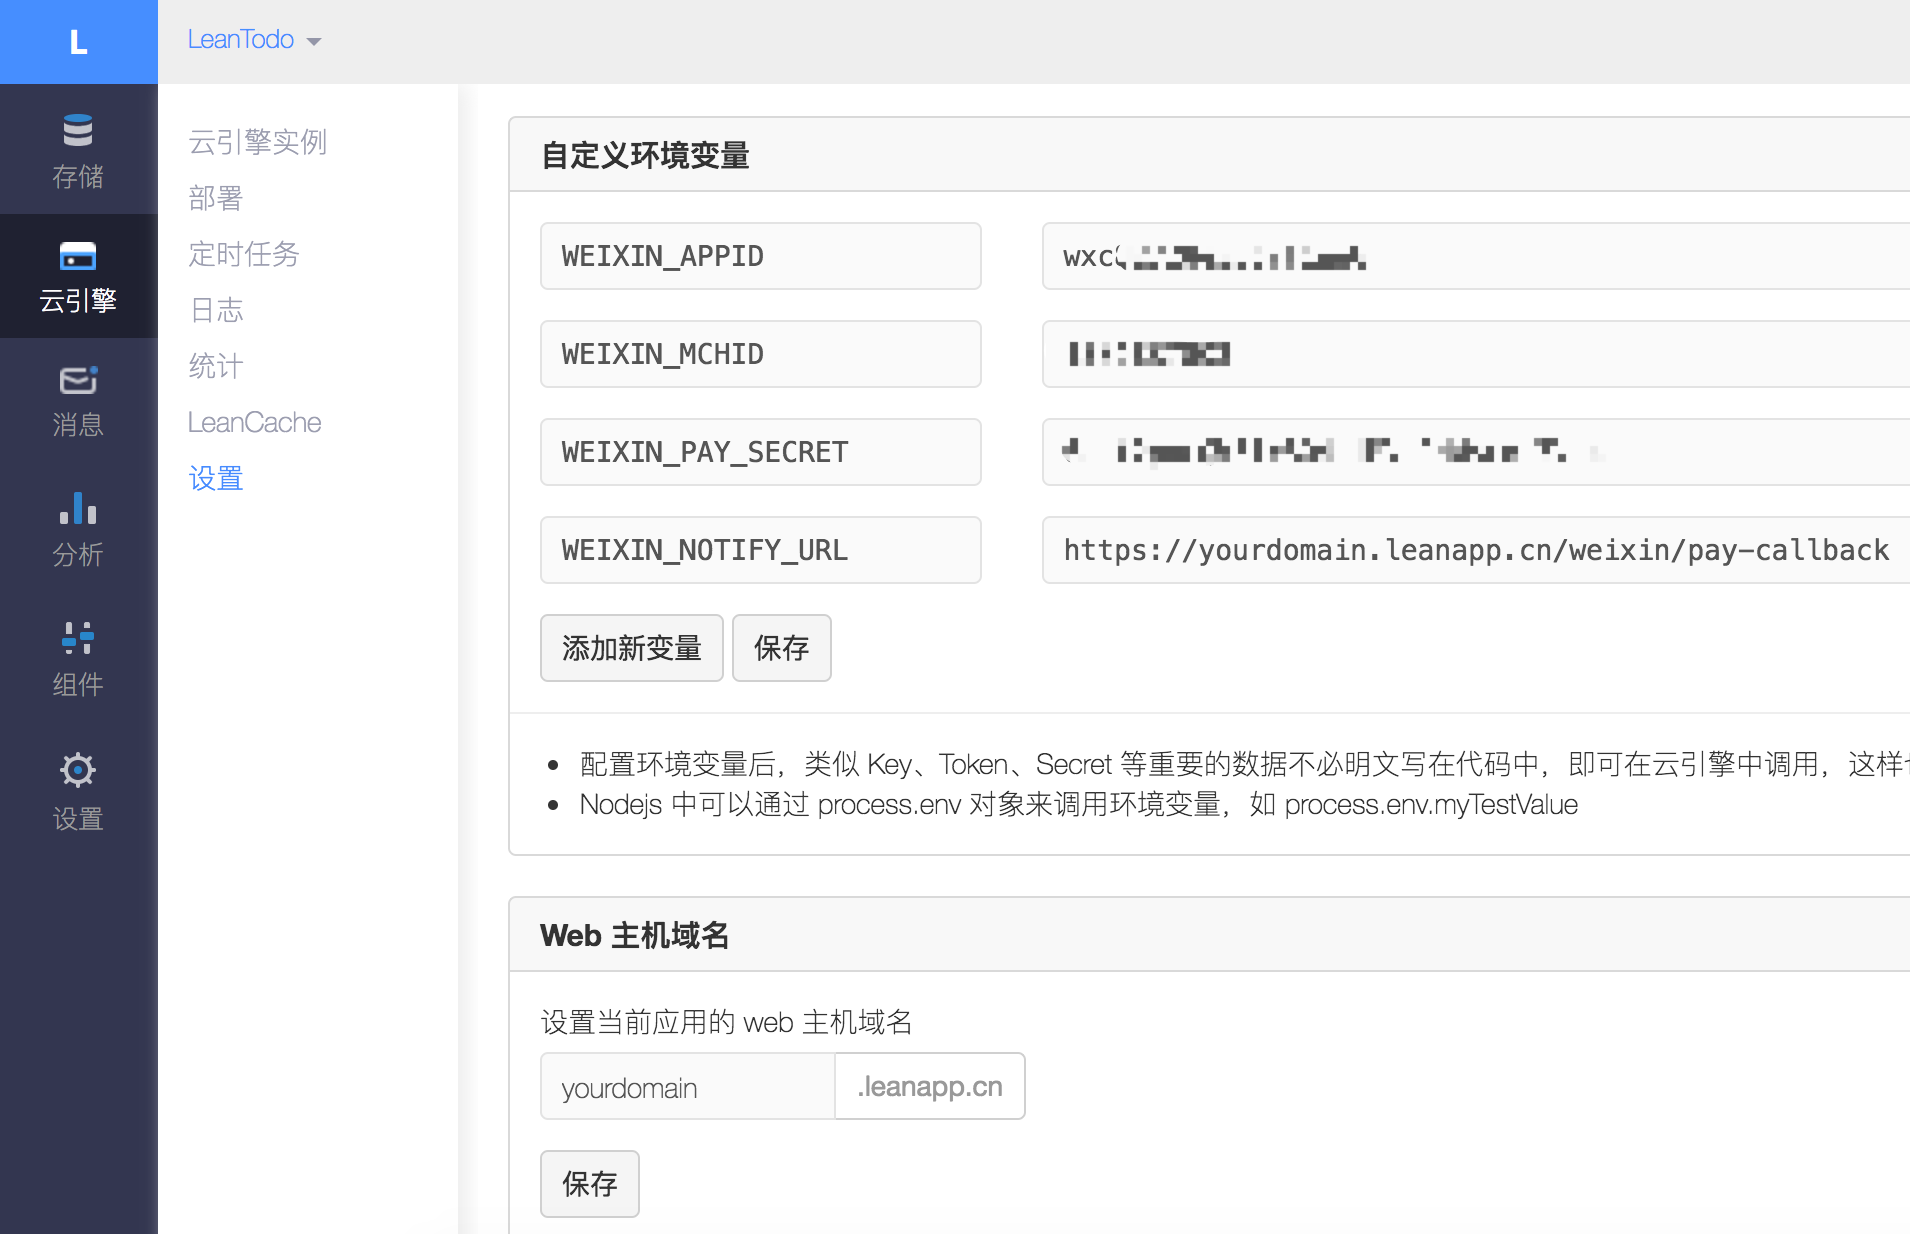 L
LeanTodo
存储
云引擎
消息
分析
组件
设置
云引擎实例
部署
定时任务
日志
统计
LeanCache
设置
自定义环境变量
WEIXIN_APPID wxc
WEIXIN_MCHID
WEIXIN_PAY_SECRET
WEIXIN_NOTIFY_URL https://yourdomain.leanapp.cn/weixin/pay-callback
添加新变量 保存
• 配置环境变量后，类似 Key、Token、Secret 等重要的数据不必明文写在代码中，即可在云引擎中调用，这样
• Nodejs 中可以通过 process.env 对象来调用环境变量，如 process.env.myTestValue
Web 主机域名
设置当前应用的 web 主机域名
yourdomain .leanapp.cn
保存